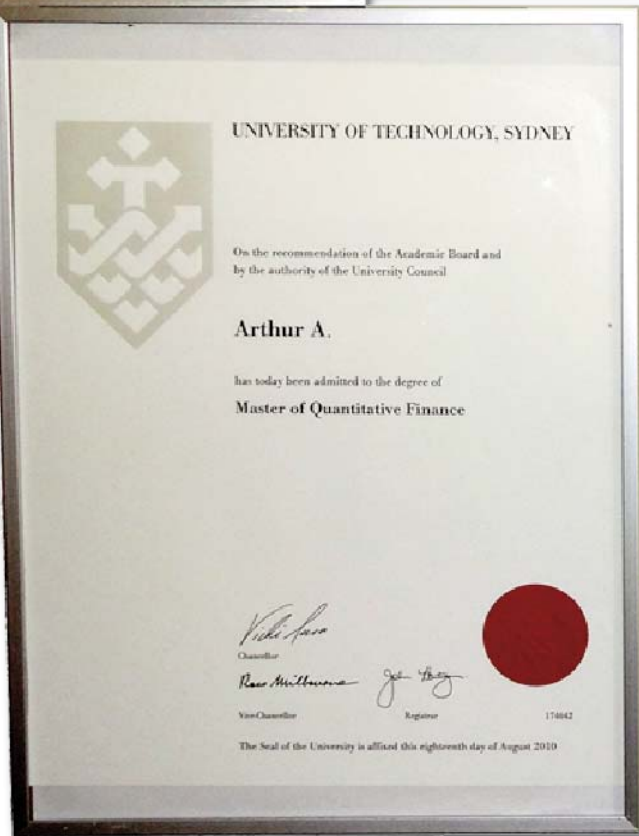 UNIVERSITY OF TECHNOLOGY, SYDNEY
On the recommendation of the Academic Board and
by the authority of the University Council
Arthur A.
has today been admitted to the degree of
Master of Quantitative Finance
Chancellor
Vice-Chancellor Registrar 174042
The Seal of the University is affixed this eighteenth day of August 2010